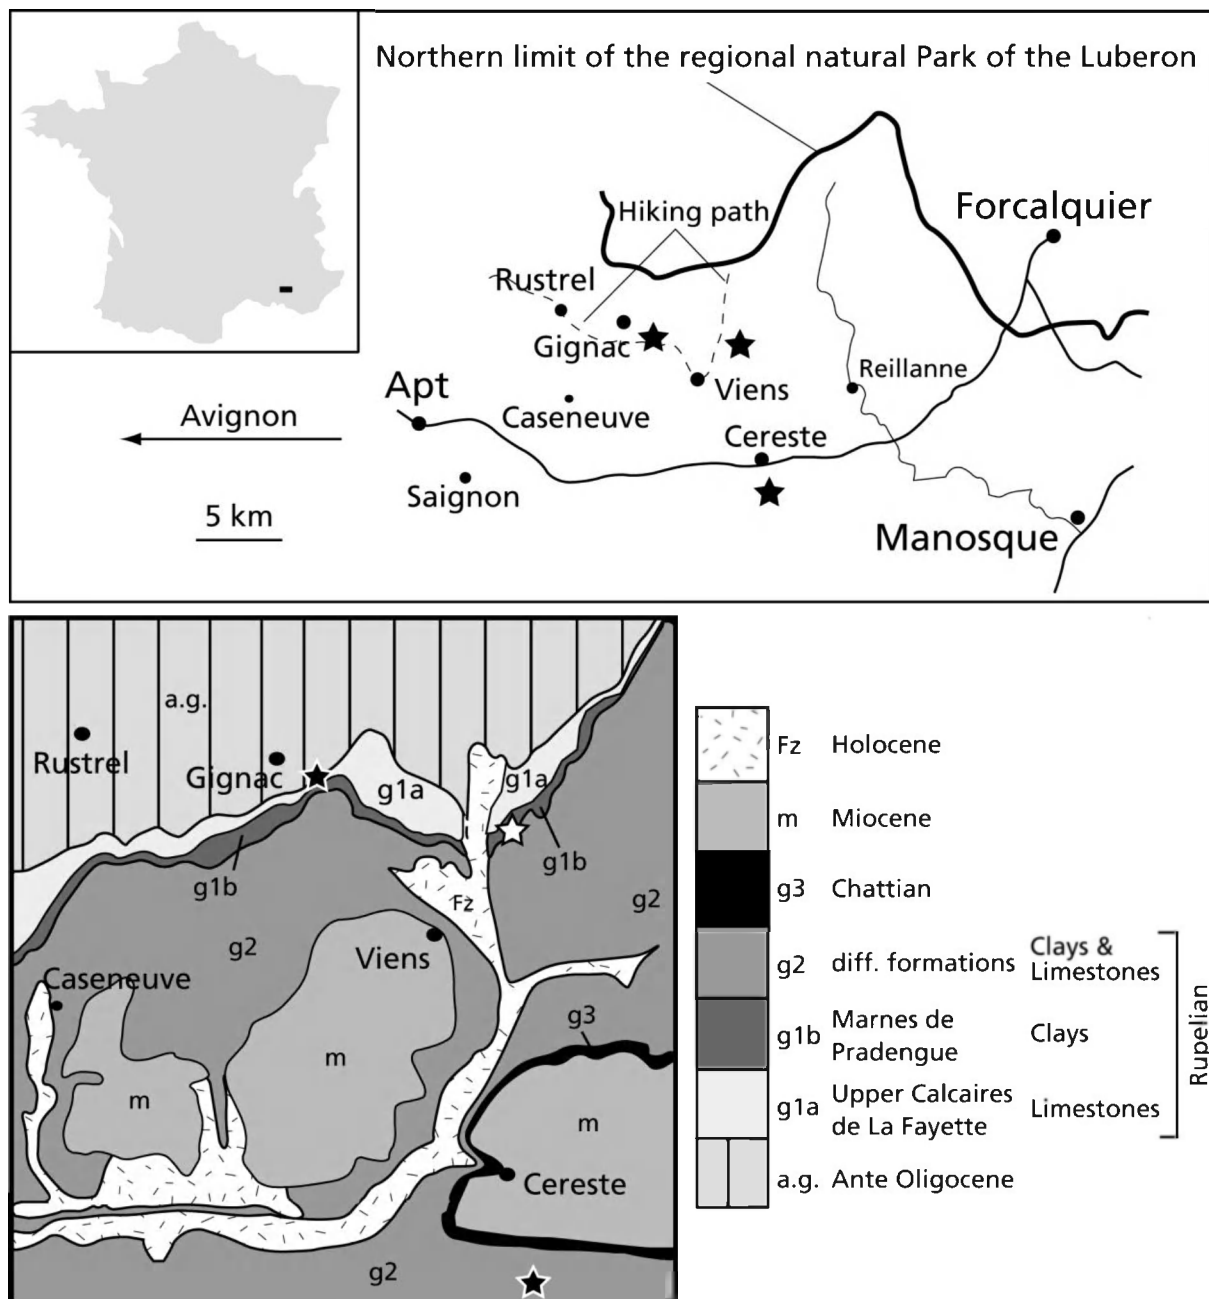 Northern limit of the regional natural Park of the Luberon
Hiking path
Forcalquier
Rustrel
Gignac
Viens
Reillanne
Apt
Caseneuve
Cereste
Avignon
Saignon
5 km
Manosque
a.g.
Rustrel
Gignac
g1a
g1a
g1b
g1b
g2
Fz
g2
Viens
Caseneuve
g3
m
m
m
Cereste
g2
Fz Holocene
m Miocene
g3 Chattian
g2 diff. formations Clays & Limestones
g1b Marnes de Pradengue Clays
g1a Upper Calcaires de La Fayette Limestones
Rupelian
a.g. Ante Oligocene